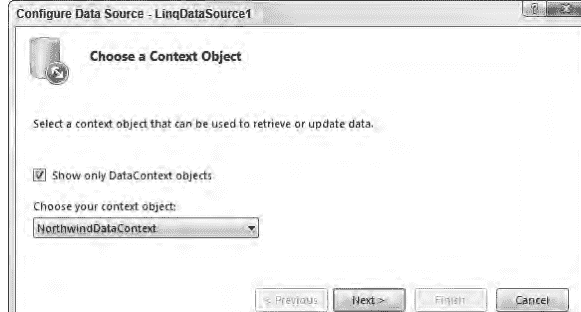 Configure Data Source - LinqDataSource1
Choose a Context Object
Select a context object that can be used to retrieve or update data.
Show only DataContext objects
Choose your context object:
NorthwindDataContext
< Previous Next > Finish Cancel